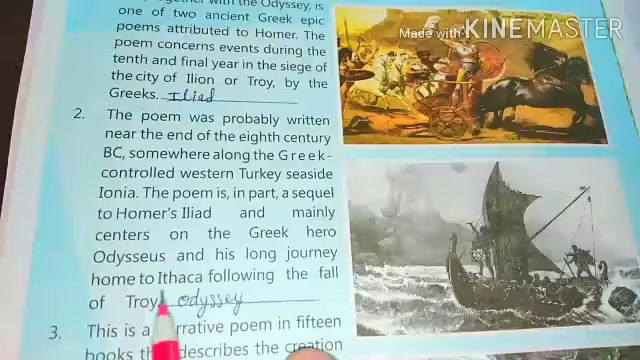 together with the Odyssey, is
one of two ancient Greek epic
poems attributed to Homer. The
poem concerns events during the
tenth and final year in the siege of
the city of Ilion or Troy, by the
Greeks. Iliad
2. The poem was probably written
near the end of the eighth century
BC, somewhere along the Greek-
controlled western Turkey seaside
Ionia. The poem is, in part, a sequel
to Homer's Iliad and mainly
centers on the Greek hero
Odysseus and his long journey
home to Ithaca following the fall
of Troy. Odyssey
3. This is a narrative poem in fifteen
books that describes the creation
Made with KINEMASTER